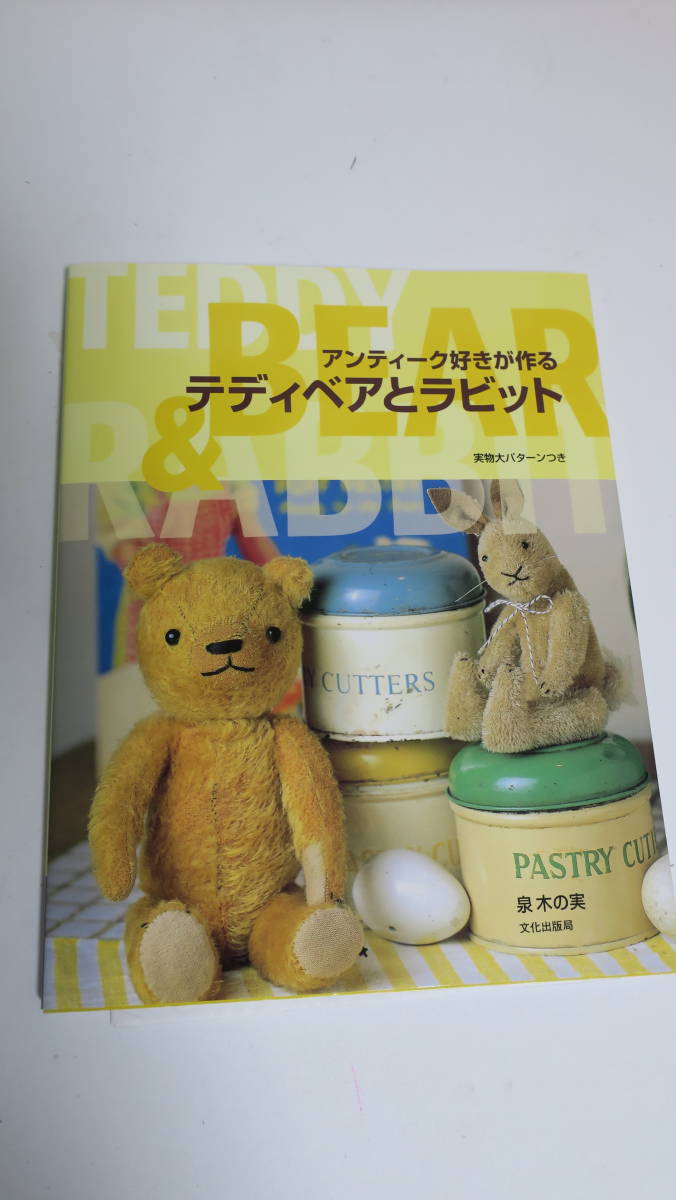 TEDDY
BEAR
アンティーク好きが作る
テディベアとラビット
& RABBIT
実物大パターンつき
Y CUTTERS
PASTRY CU
PASTRY CUT
泉 木の実
文化出版局